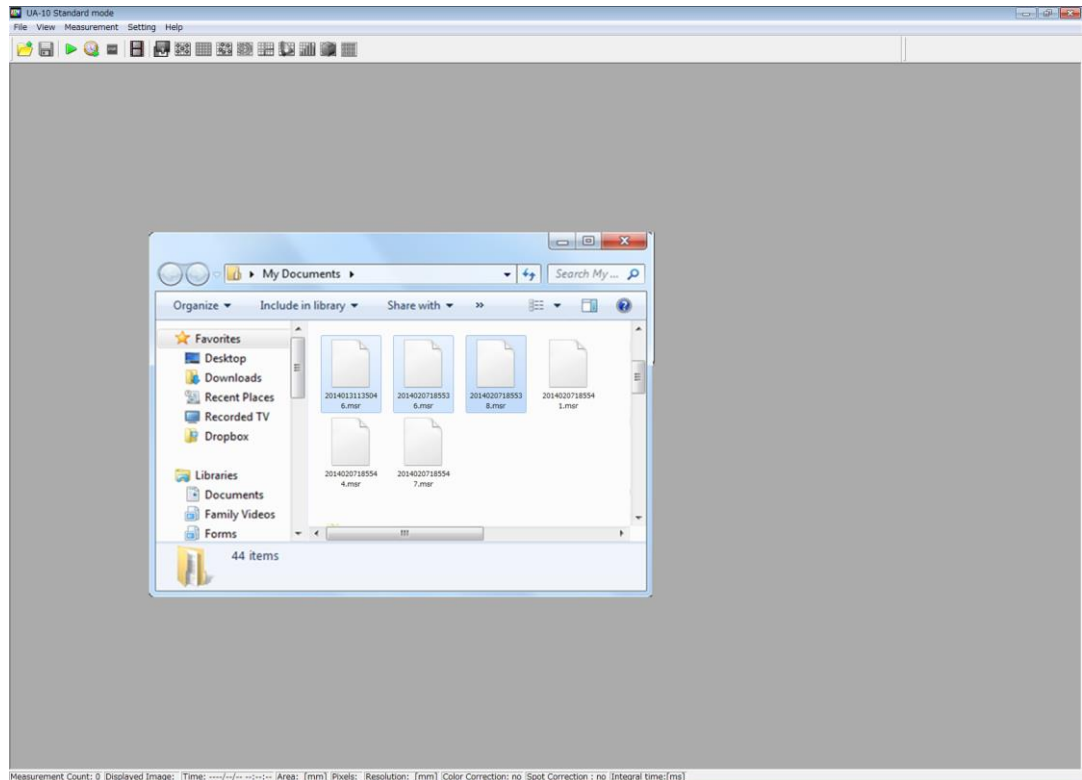 UA-10 Standard mode
File View Measurement Setting Help
My Documents
Search My ...
Organize Include in library Share with »
Favorites
Desktop
Downloads
Recent Places
Recorded TV
Dropbox
Libraries
Documents
Family Videos
Forms
2014013113504
6.msr
2014020718553
6.msr
2014020718553
8.msr
2014020718554
1.msr
2014020718554
4.msr
2014020718554
7.msr
44 items
Measurement Count: 0 Displayed Image: Time: ----/--/-- --:--:-- Area: [mm] Pixels: Resolution: [mm] Color Correction: no Spot Correction : no Integral time:[ms]